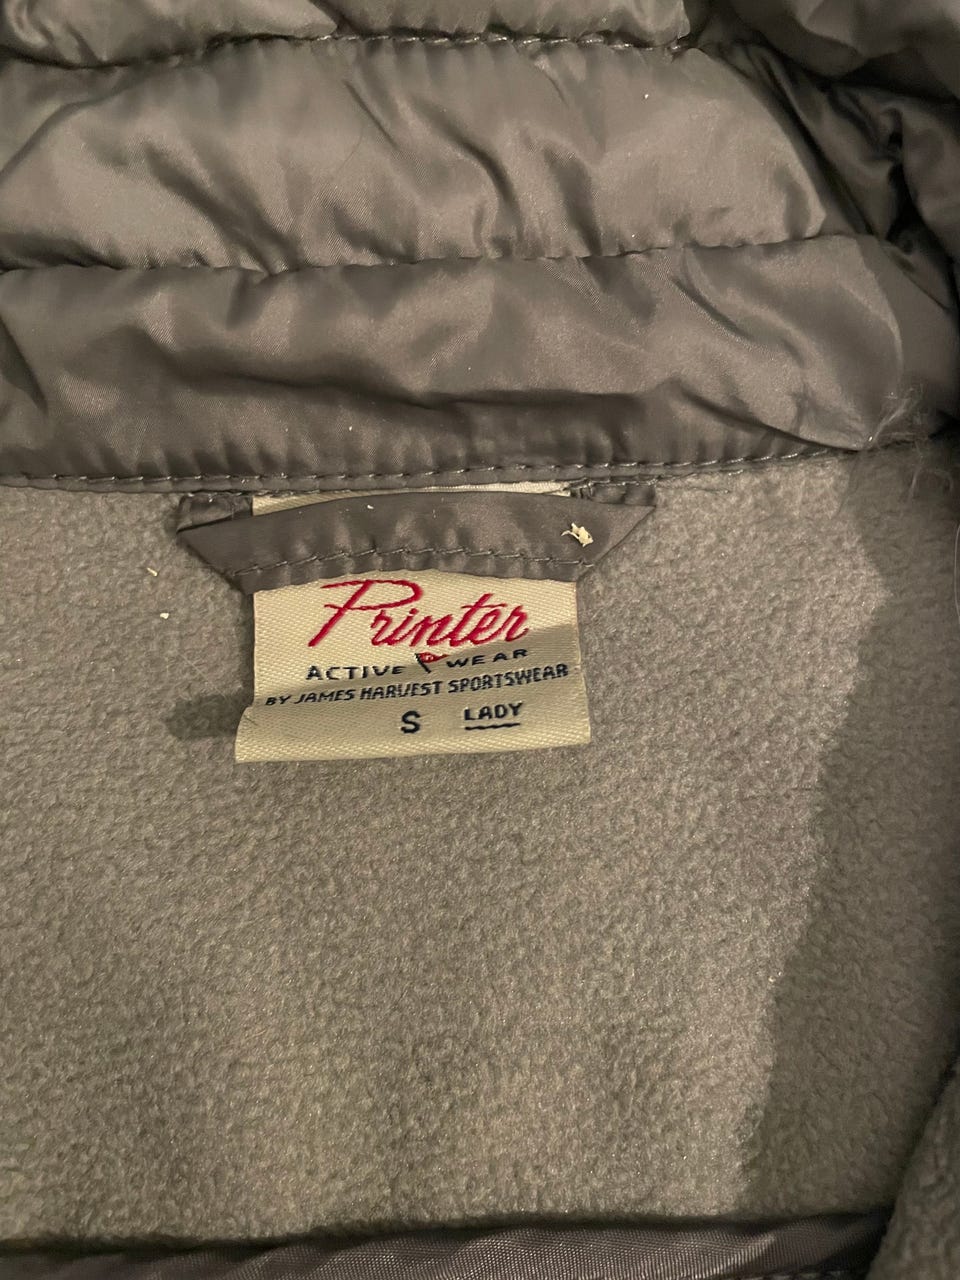 Printer
ACTIVE WEAR
BY JAMES HARVEST SPORTSWEAR
S LADY